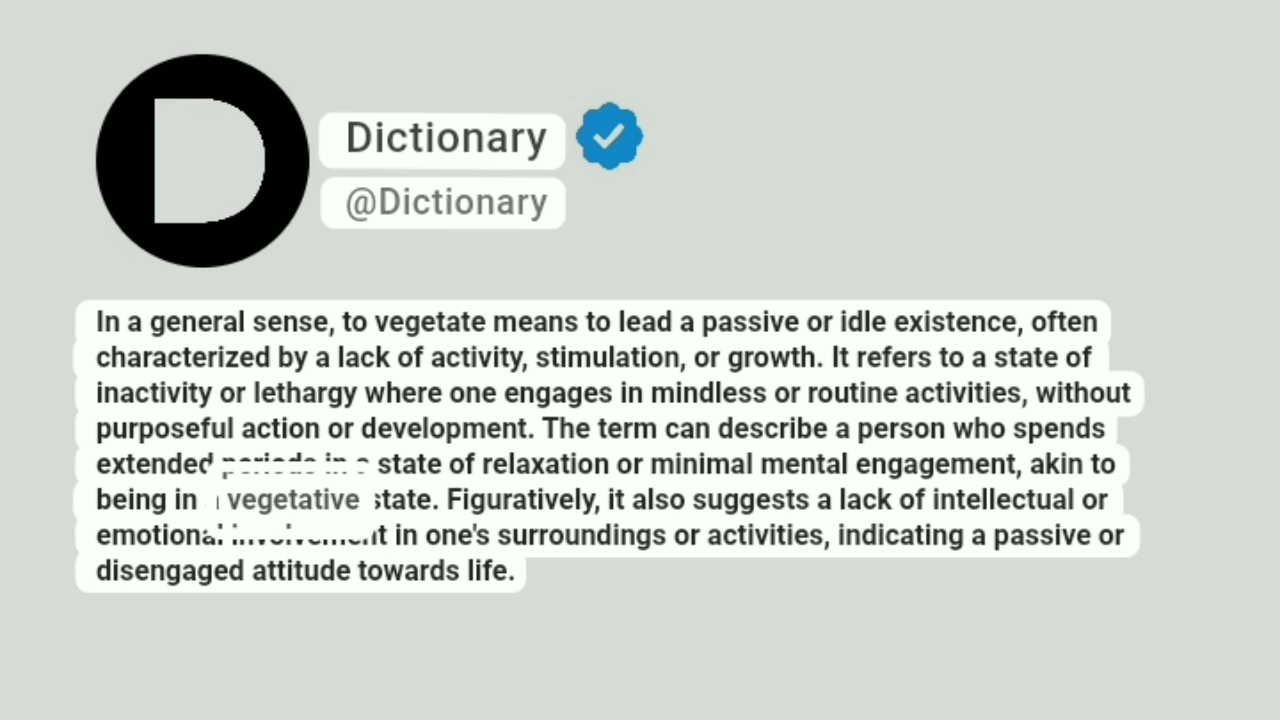 D
Dictionary
@Dictionary
In a general sense, to vegetate means to lead a passive or idle existence, often
characterized by a lack of activity, stimulation, or growth. It refers to a state of
inactivity or lethargy where one engages in mindless or routine activities, without
purposeful action or development. The term can describe a person who spends
extended state of relaxation or minimal mental engagement, akin to
being in vegetative state. Figuratively, it also suggests a lack of intellectual or
emotional in one's surroundings or activities, indicating a passive or
disengaged attitude towards life.